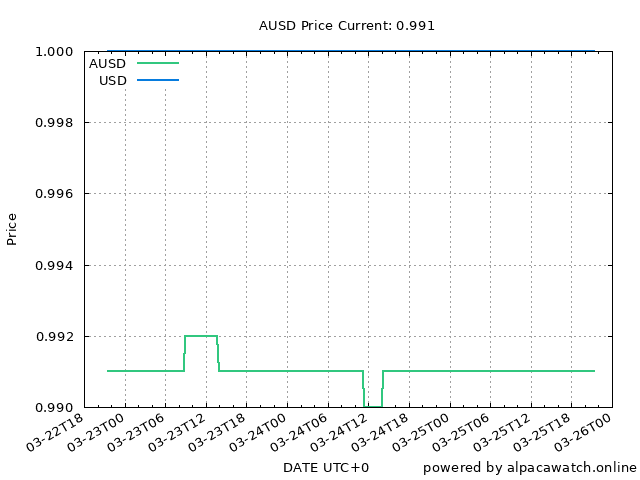 AUSD Price Current: 0.991
1.000
AUSD
USD
0.998
0.996
Price
0.994
0.992
0.990
03-22T18 03-23T00 03-23T06 03-23T12 03-23T18 03-24T00 03-24T06 03-24T12 03-24T18 03-25T00 03-25T06 03-25T12 03-25T18 03-26T00
DATE UTC+0
powered by alpacawatch.online